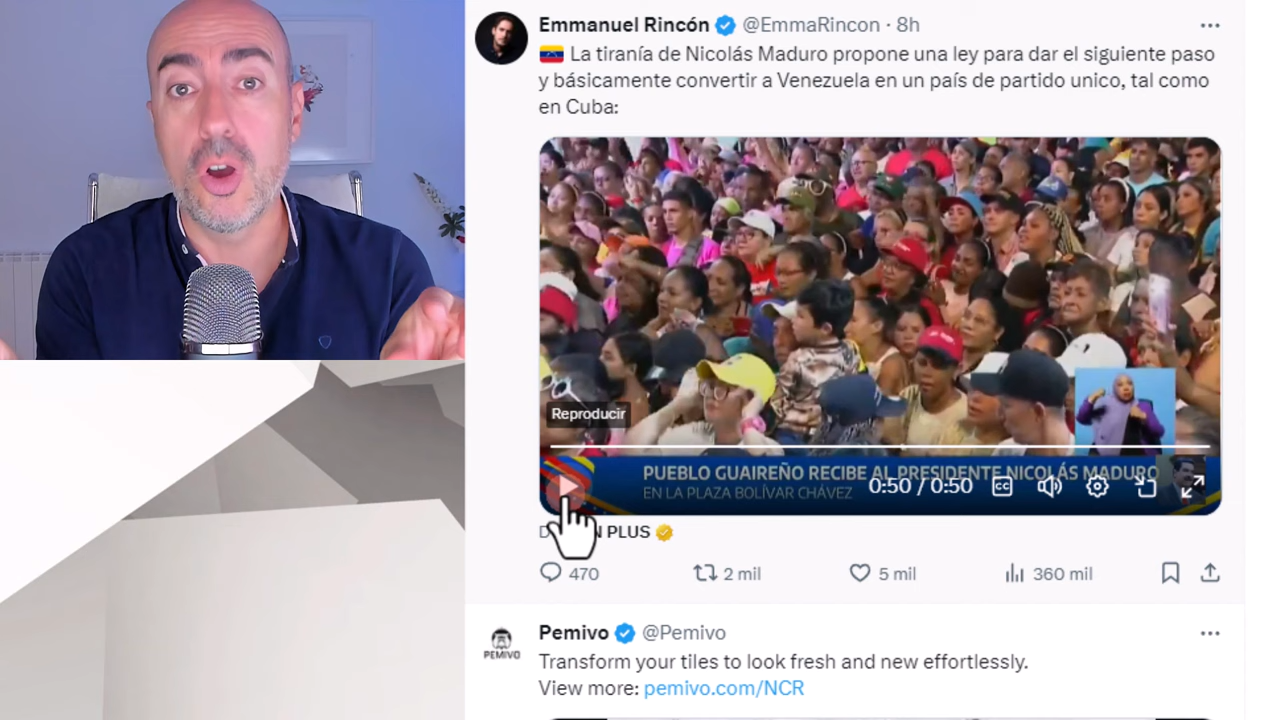 Emmanuel Rincón @EmmaRincon · 8h
La tiranía de Nicolás Maduro propone una ley para dar el siguiente paso
y básicamente convertir a Venezuela en un país de partido unico, tal como
en Cuba:
Reproducir
PUEBLO GUAIREÑO RECIBE AL PRESIDENTE NICOLÁS MADURO
EN LA PLAZA BOLÍVAR CHÁVEZ
0:50 / 0:50
CC
PLUS
470 2 mil 5 mil 360 mil
Pemivo @Pemivo
PEMIVO
Transform your tiles to look fresh and new effortlessly.
View more: pemivo.com/NCR